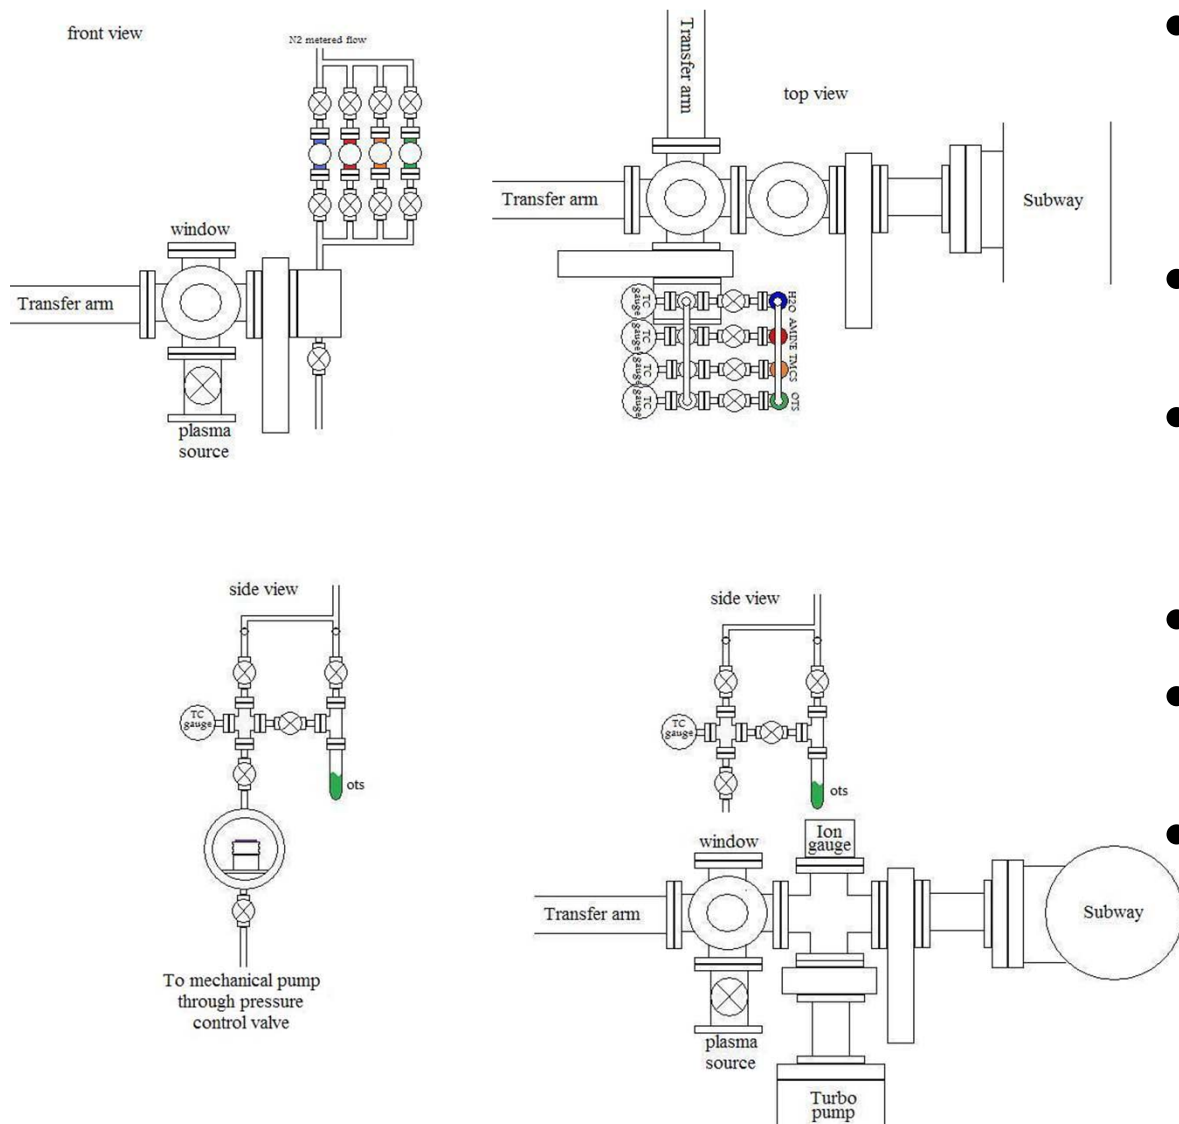 front view
N2 metered flow
window
Transfer arm
plasma
source
Transfer arm
top view
Transfer arm
Subway
TC
gauge
TC
gauge
TC
gauge
TC
gauge
H2O
AMINE
TMCS
OTS
side view
TC
gauge
ots
To mechanical pump
through pressure
control valve
side view
TC
gauge
ots
Ion
gauge
window
Transfer arm
Subway
plasma
source
Turbo
pump